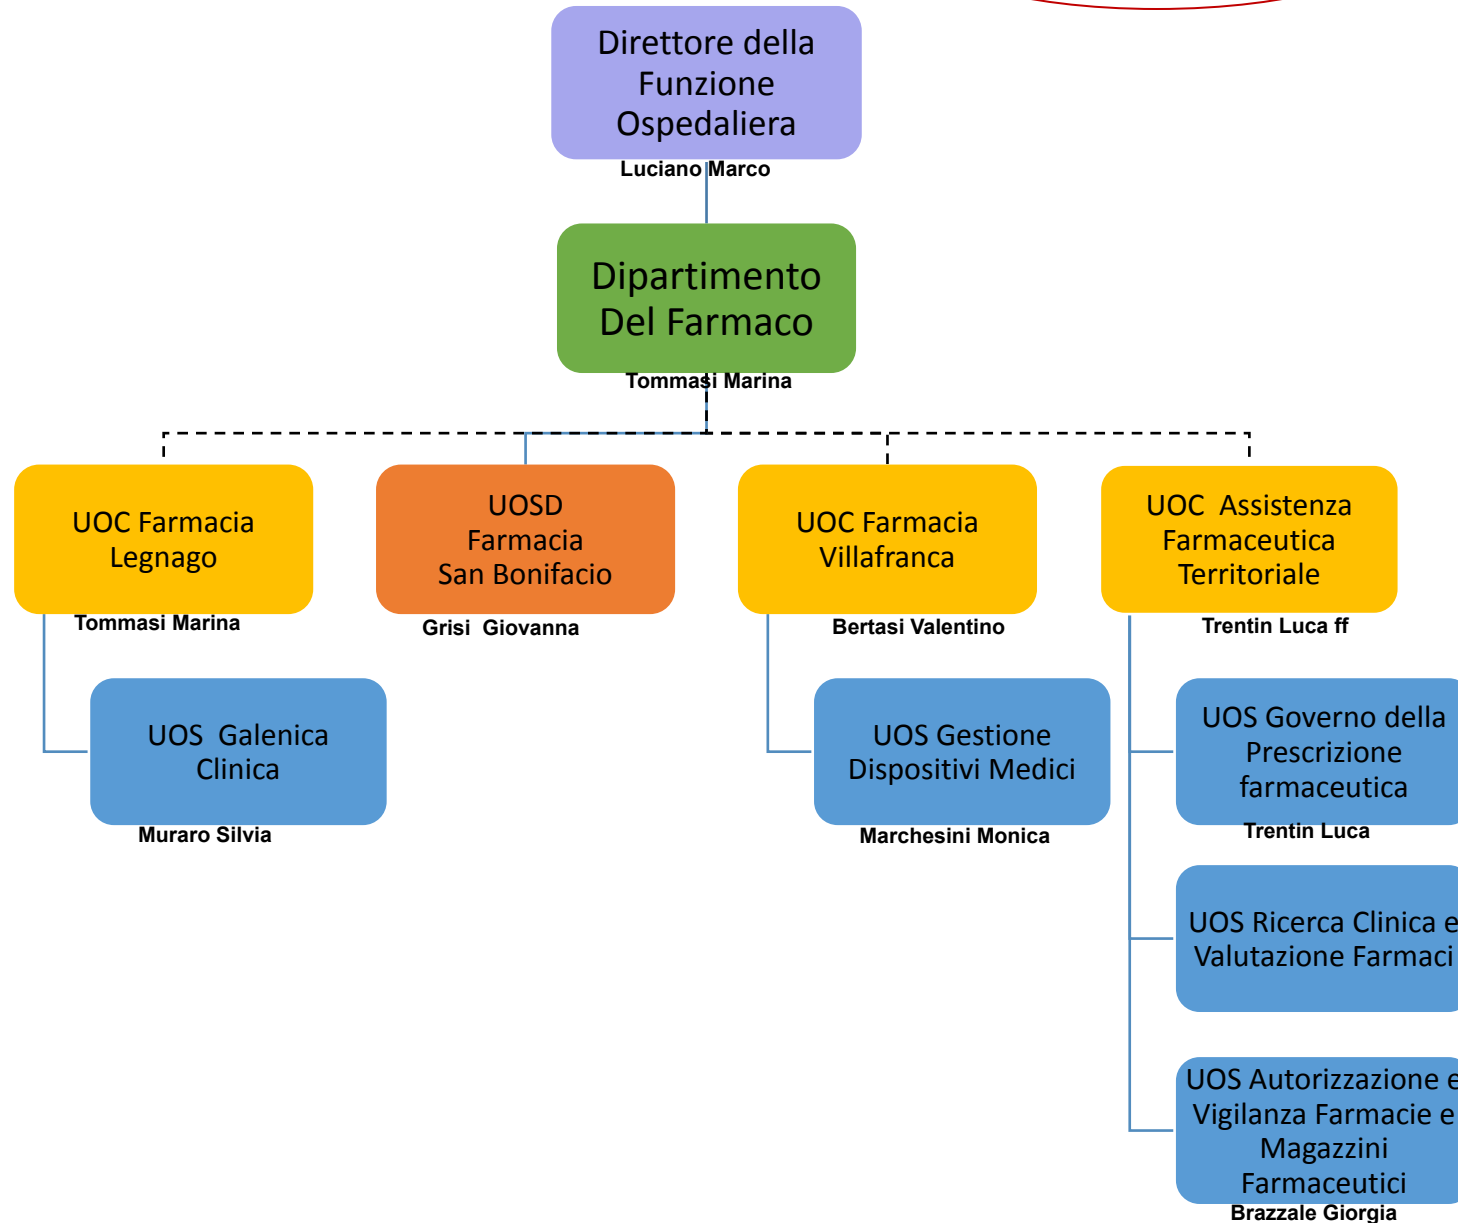 Direttore della
Funzione
Ospedaliera
Luciano Marco
Dipartimento
Del Farmaco
Tommasi Marina
UOC Farmacia
Legnago
Tommasi Marina
UOS Galenica
Clinica
Muraro Silvia
UOSD
Farmacia
San Bonifacio
Grisi Giovanna
UOC Farmacia
Villafranca
Bertasi Valentino
UOS Gestione
Dispositivi Medici
Marchesini Monica
UOC Assistenza
Farmaceutica
Territoriale
Trentin Luca ff
UOS Governo della
Prescrizione
farmaceutica
Trentin Luca
UOS Ricerca Clinica e
Valutazione Farmaci
UOS Autorizzazione e
Vigilanza Farmacie e
Magazzini
Farmaceutici
Brazzale Giorgia